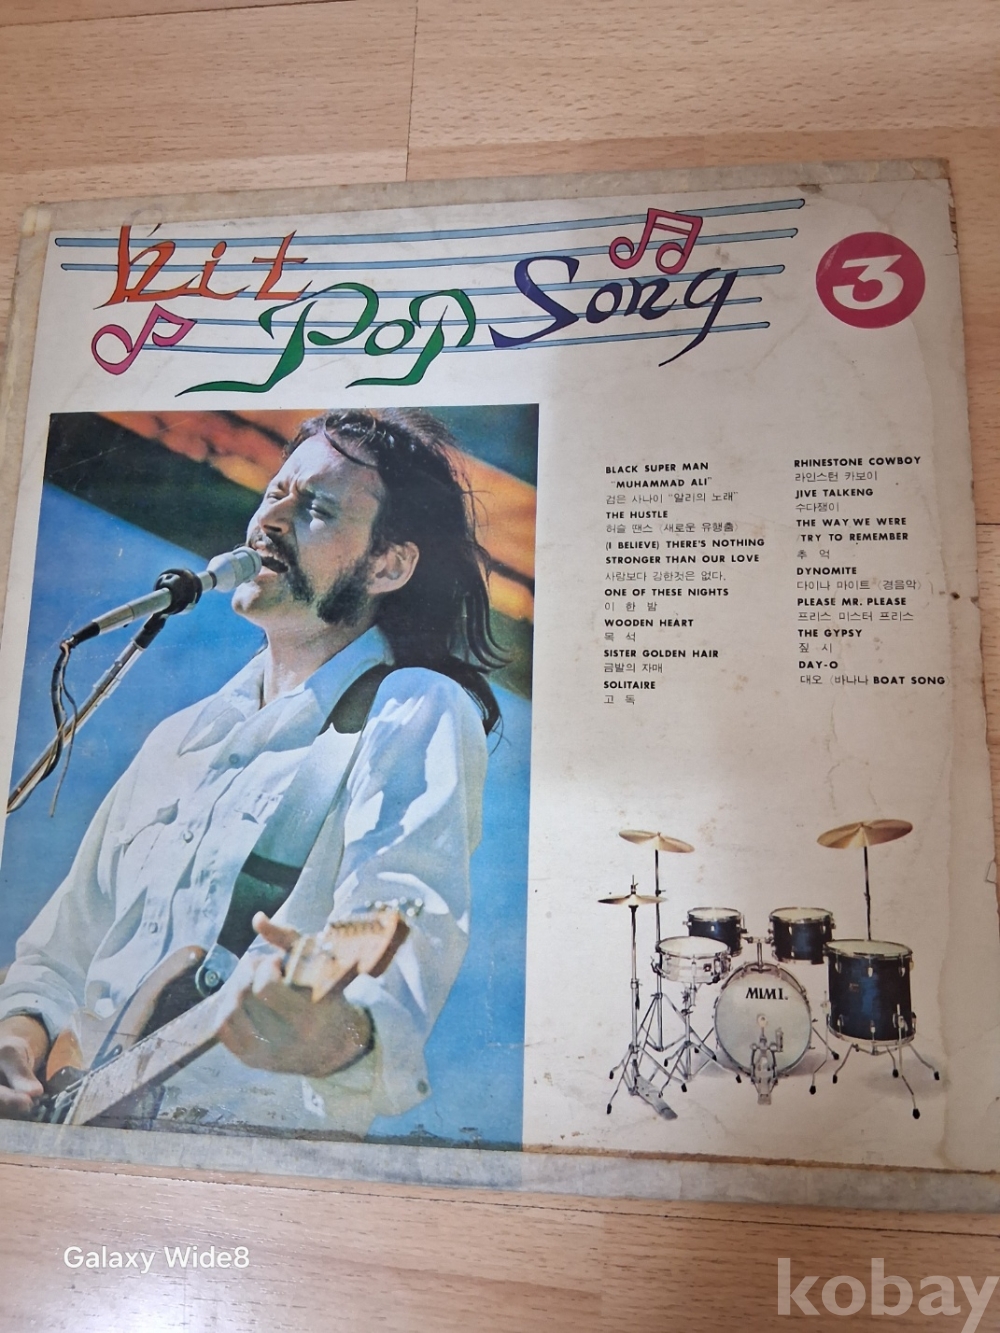 hit
Pop Song
3
BLACK SUPER MAN
"MUHAMMAD ALI"
검은 사나이 "알리의 노래"
THE HUSTLE
허슬 땐스 (새로운 유행춤)
(I BELIEVE) THERE'S NOTHING
STRONGER THAN OUR LOVE
사랑보다 강한것은 없다.
ONE OF THESE NIGHTS
이 한 밤
WOODEN HEART
목 석
SISTER GOLDEN HAIR
금발의 자매
SOLITAIRE
고 독
RHINESTONE COWBOY
라인스턴 카보이
JIVE TALKENG
수다쟁이
THE WAY WE WERE
/TRY TO REMEMBER
추 억
DYNOMITE
다이나 마이트 (경음악)
PLEASE MR. PLEASE
프리스 미스터 프리스
THE GYPSY
짚 시
DAY-O
대오 (바나나 BOAT SONG
MIMI.
Galaxy Wide8
kobay